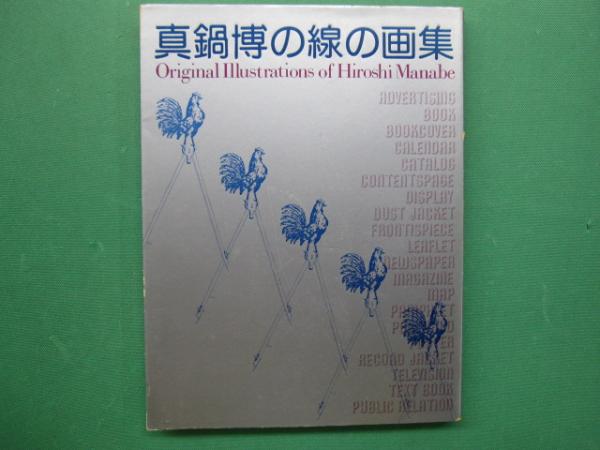 真鍋博の線の画集
Original Illustrations of Hiroshi Manabe
ADVERTISING
BOOK
BOOKCOVER
CALENDAR
CATALOG
CONTENTSPAGE
DISPLAY
DUST JACKET
FRONTISPIECE
LEAFLET
NEWSPAPER
MAGAZINE
MAP
RECORD JACKET
TELEVISION
TEXT BOOK
PUBLIC RELATION